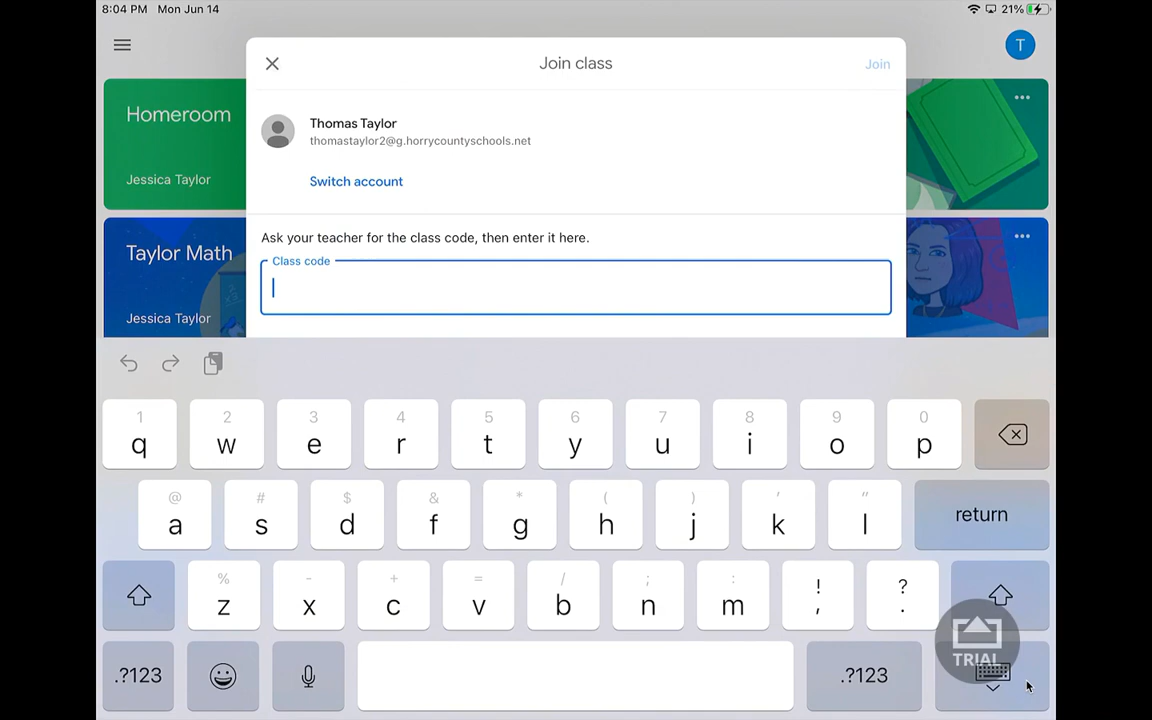 8:04 PM Mon Jun 14
21%
Join class
Join
T
Homeroom
Jessica Taylor
Thomas Taylor
thomastaylor2@g.horrycountyschools.net
Switch account
Taylor Math
Jessica Taylor
Ask your teacher for the class code, then enter it here.
Class code
1 2 3 4 5 6 7 8 9 0
q w e r t y u i o p
@ # $ & * ( ) ' "
a s d f g h j k l return
% - + = / ; : ! ?
z x c v b n m , .
.?123 .?123
TRIAL